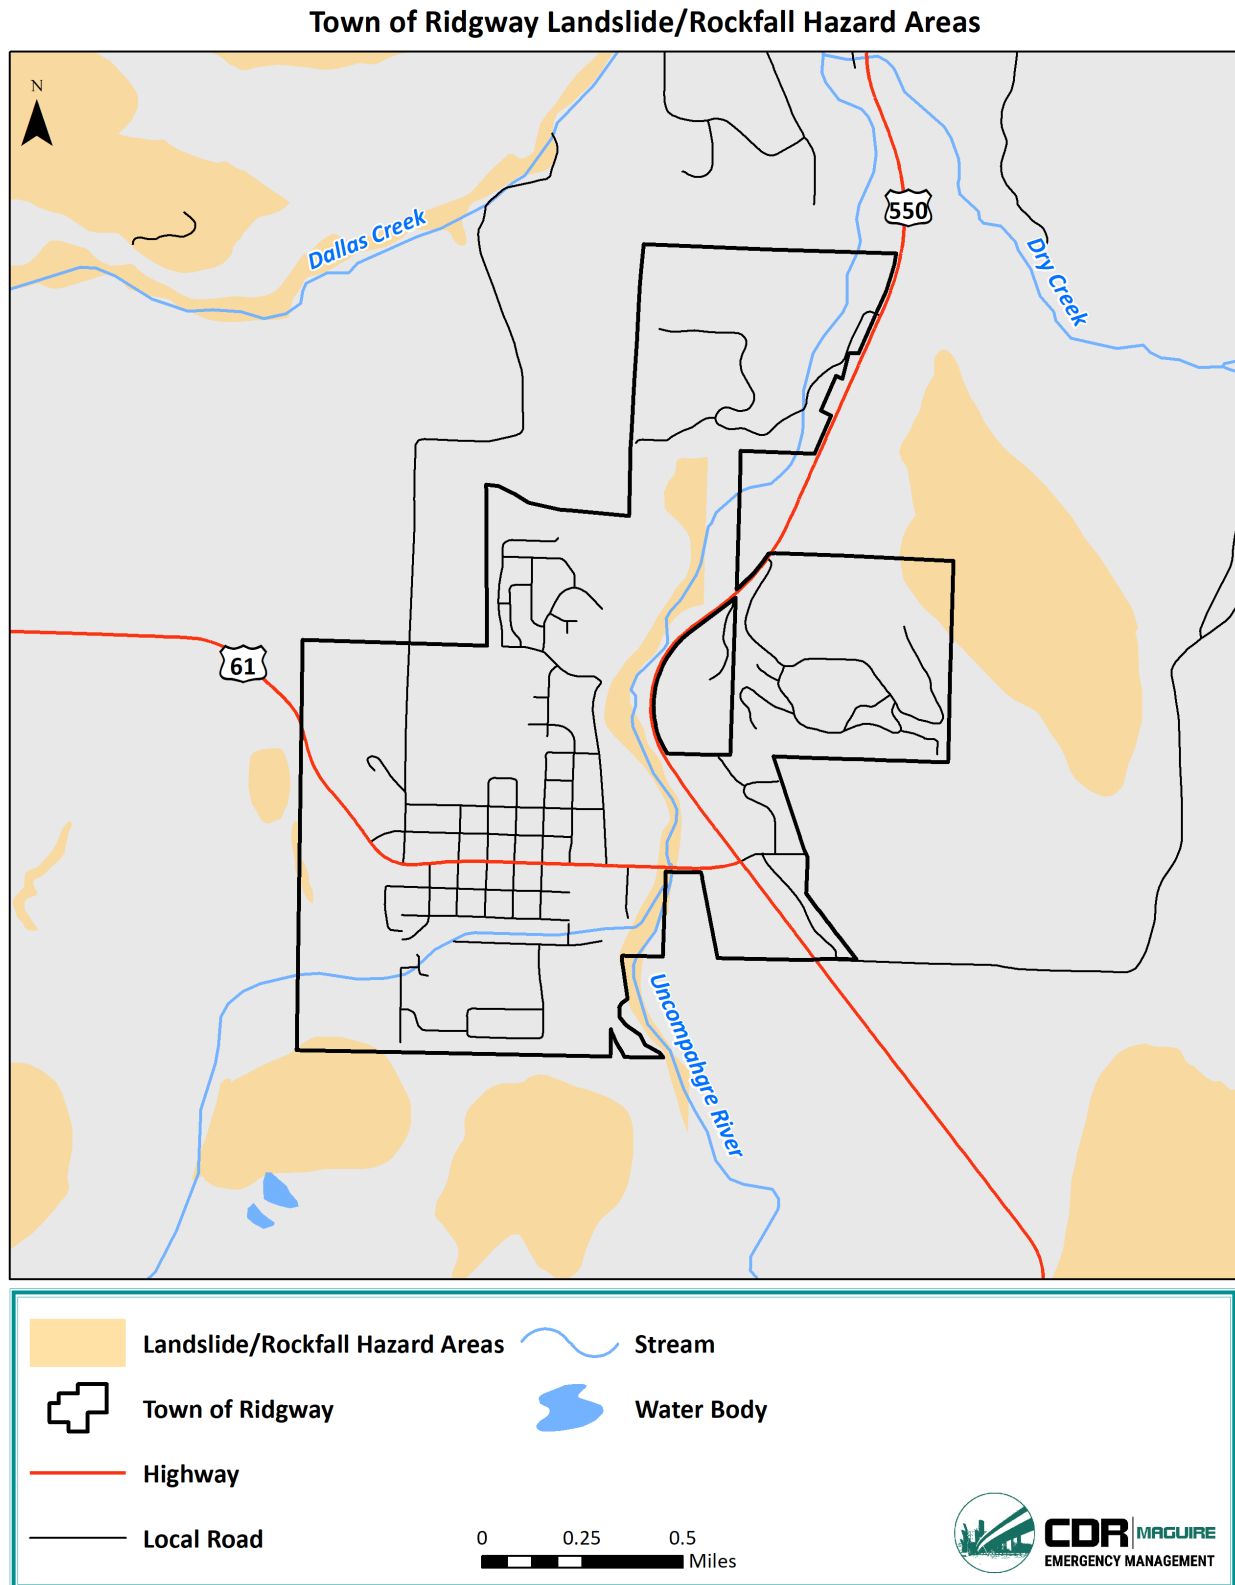 Town of Ridgway Landslide/Rockfall Hazard Areas
N
550
Dallas Creek
Dry Creek
61
Uncompahgre River
Landslide/Rockfall Hazard Areas
Stream
Town of Ridgway
Water Body
Highway
Local Road
0 0.25 0.5
Miles
CDR MAGUIRE
EMERGENCY MANAGEMENT